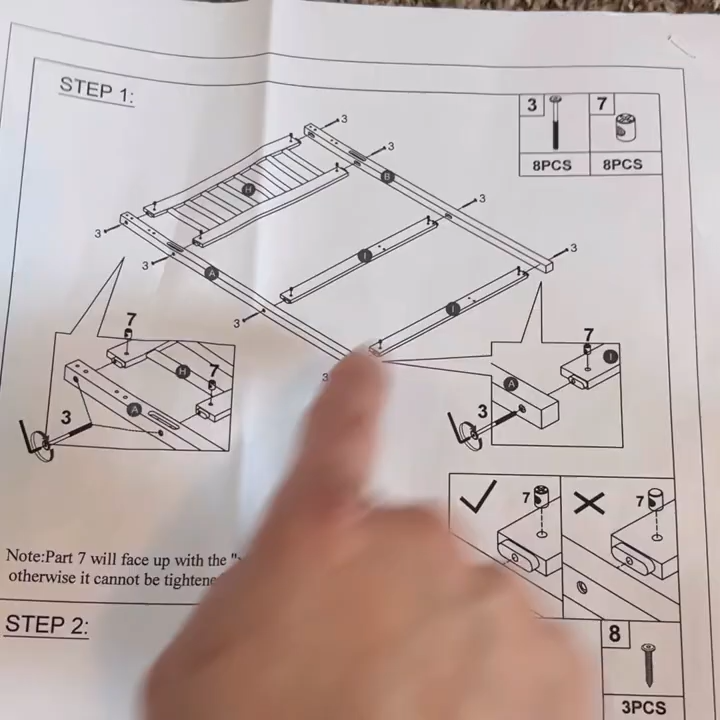 STEP 1:
3 7
8PCS 8PCS
3
3
B
H
3
3
3
A
I
3
I
3
3
7
H
7
A
3
7
I
A
3
7
7
Note:Part 7 will face up with the
otherwise it cannot be
STEP 2:
8
3PCS